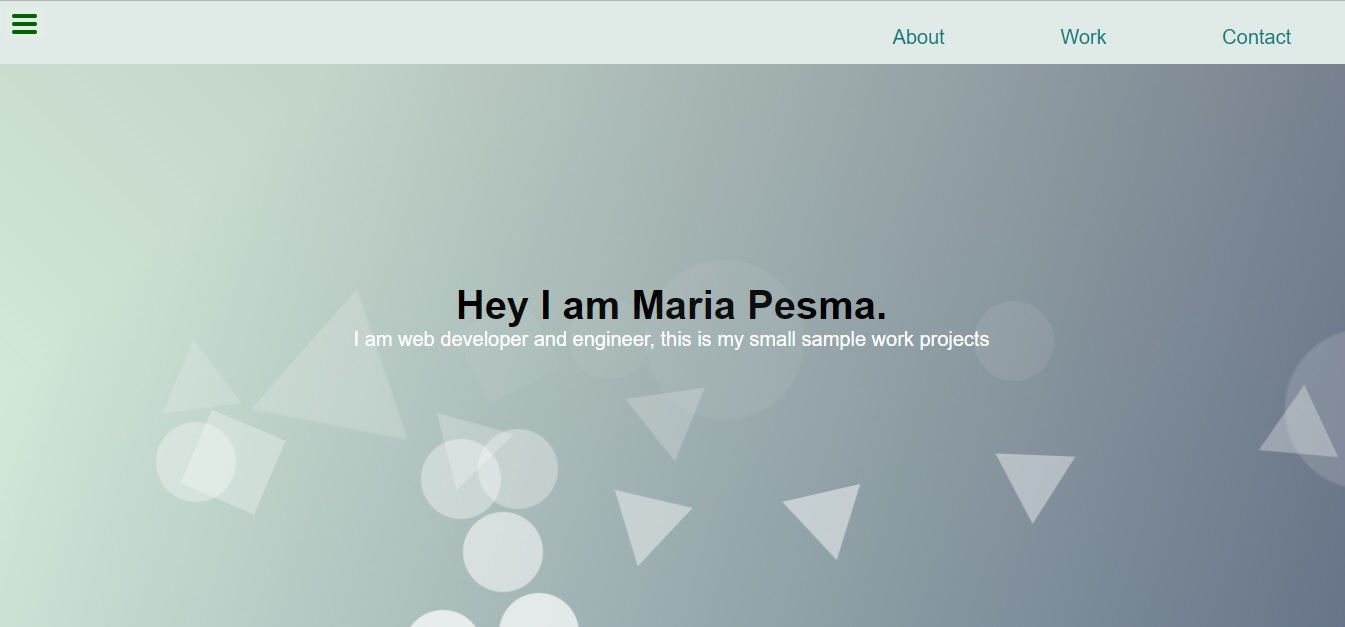 About Work Contact
Hey I am Maria Pesma.
I am web developer and engineer, this is my small sample work projects